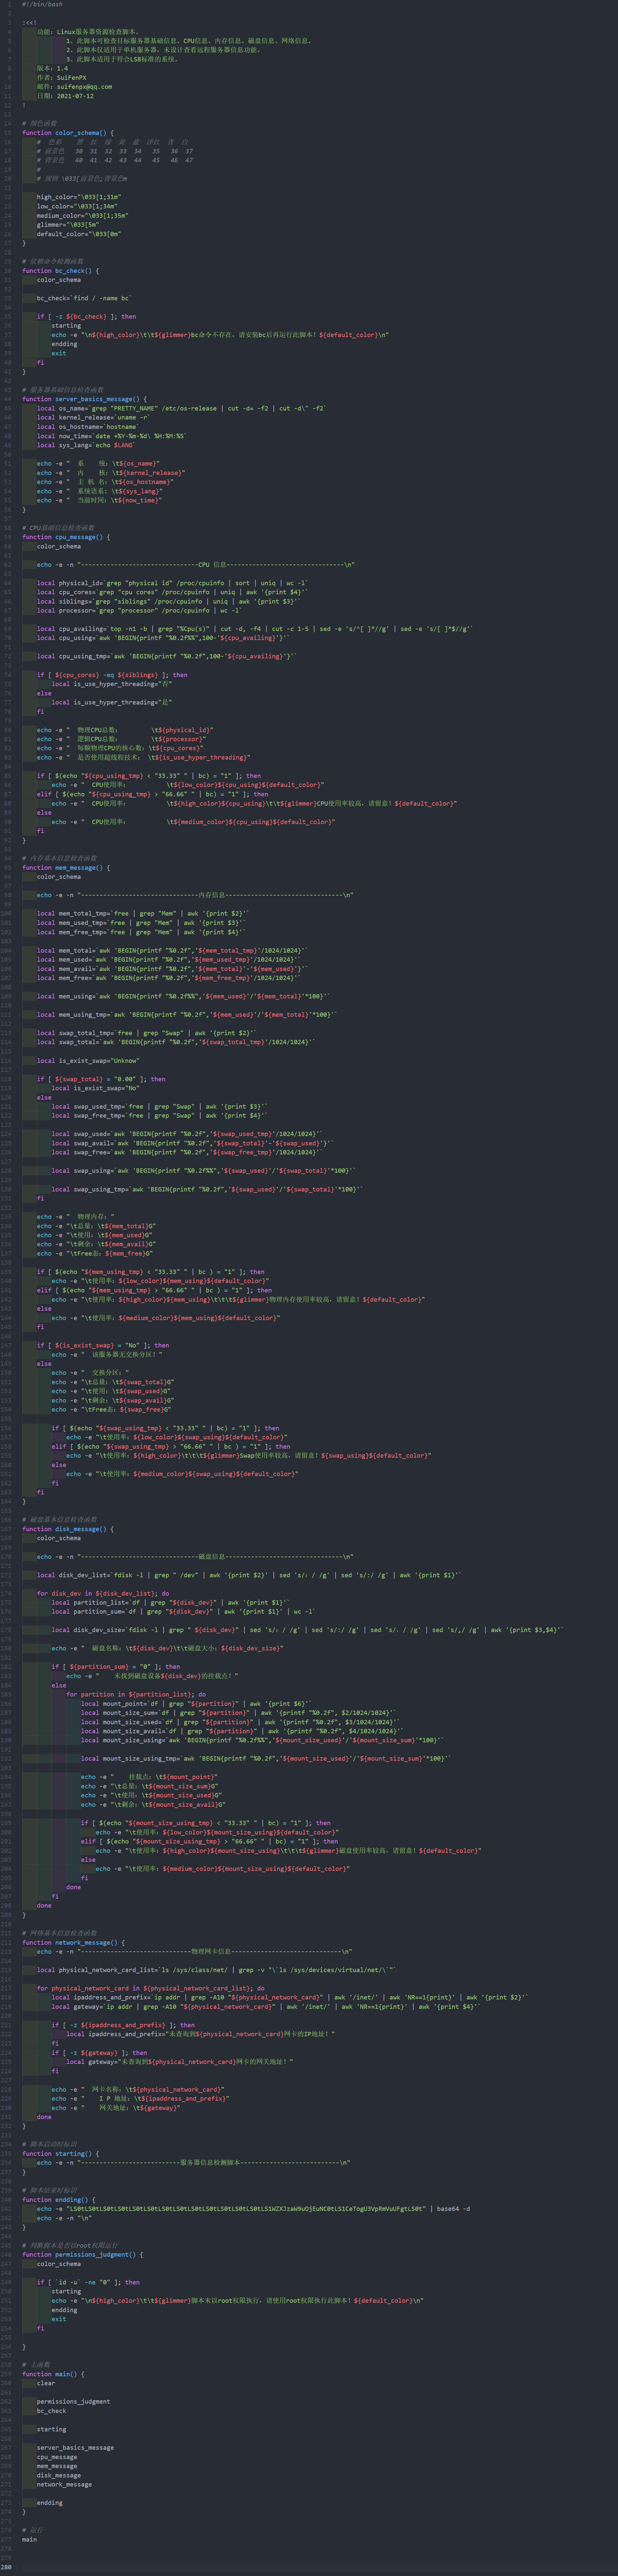 #!/bin/bash
:<<!
功能：Linux服务器资源检查脚本。
1、此脚本可检查目标服务器基础信息、CPU信息、内存信息、磁盘信息、网络信息。
2、此脚本仅适用于单机服务器，未设计查看远程服务器信息功能。
3、此脚本适用于符合LSB标准的系统。
版本：1.4
作者：SuiFenPX
邮件：suifenpx@qq.com
日期：2021-07-12
!
# 颜色函数
function color_schema() {
# 色彩 黑 红 绿 黄 蓝 洋红 青 白
# 前景色 30 31 32 33 34 35 36 37
# 背景色 40 41 42 43 44 45 46 47
#
# 规则 \033[前景色;背景色m
high_color="\033[1;31m"
low_color="\033[1;34m"
medium_color="\033[1;35m"
glimmer="\033[5m"
default_color="\033[0m"
}
# 依赖命令检测函数
function bc_check() {
color_schema
bc_check=`find / -name bc`
if [ -z ${bc_check} ]; then
starting
echo -e "\n${high_color}\t\t${glimmer}bc命令不存在，请安装bc后再运行此脚本！${default_color}\n"
endding
exit
fi
}
# 服务器基础信息检查函数
function server_basics_message() {
local os_name=`grep "PRETTY_NAME" /etc/os-release | cut -d= -f2 | cut -d\" -f2`
local kernel_release=`uname -r`
local os_hostname=`hostname`
local now_time=`date +%Y-%m-%d\ %H:%M:%S`
local sys_lang=`echo $LANG`
echo -e " 系 统：\t${os_name}"
echo -e " 内 核：\t${kernel_release}"
echo -e " 主 机 名：\t${os_hostname}"
echo -e " 系统语系：\t${sys_lang}"
echo -e " 当前时间：\t${now_time}"
}
# CPU基础信息检查函数
function cpu_message() {
color_schema
echo -e -n "--------------------------------CPU 信息--------------------------------\n"
local physical_id=`grep "physical id" /proc/cpuinfo | sort | uniq | wc -l`
local cpu_cores=`grep "cpu cores" /proc/cpuinfo | uniq | awk '{print $4}'`
local siblings=`grep "siblings" /proc/cpuinfo | uniq | awk '{print $3}'`
local processor=`grep "processor" /proc/cpuinfo | wc -l`
local cpu_availing=`top -n1 -b | grep "%Cpu(s)" | cut -d, -f4 | cut -c 1-5 | sed -e 's/^[ ]*//g' | sed -e 's/[ ]*$//g'`
local cpu_using=`awk 'BEGIN{printf "%0.2f%%",100-'${cpu_availing}'}'`
local cpu_using_tmp=`awk 'BEGIN{printf "%0.2f",100-'${cpu_availing}'}'`
if [ ${cpu_cores} -eq ${siblings} ]; then
local is_use_hyper_threading="否"
else
local is_use_hyper_threading="是"
fi
echo -e " 物理CPU总数： \t${physical_id}"
echo -e " 逻辑CPU总数： \t${processor}"
echo -e " 每颗物理CPU的核心数：\t${cpu_cores}"
echo -e " 是否使用超线程技术： \t${is_use_hyper_threading}"
if [ $(echo "${cpu_using_tmp} < "33.33" " | bc) = "1" ]; then
echo -e " CPU使用率： \t${low_color}${cpu_using}${default_color}"
elif [ $(echo "${cpu_using_tmp} > "66.66" " | bc) = "1" ]; then
echo -e " CPU使用率： \t${high_color}${cpu_using}\t\t${glimmer}CPU使用率较高，请留意！${default_color}"
else
echo -e " CPU使用率： \t${medium_color}${cpu_using}${default_color}"
fi
}
# 内存基本信息检查函数
function mem_message() {
color_schema
echo -e -n "--------------------------------内存信息--------------------------------\n"
local mem_total_tmp=`free | grep "Mem" | awk '{print $2}'`
local mem_used_tmp=`free | grep "Mem" | awk '{print $3}'`
local mem_free_tmp=`free | grep "Mem" | awk '{print $4}'`
local mem_total=`awk 'BEGIN{printf "%0.2f",'${mem_total_tmp}'/1024/1024}'`
local mem_used=`awk 'BEGIN{printf "%0.2f",'${mem_used_tmp}'/1024/1024}'`
local mem_avail=`awk 'BEGIN{printf "%0.2f",'${mem_total}'-'${mem_used}'}'`
local mem_free=`awk 'BEGIN{printf "%0.2f",'${mem_free_tmp}'/1024/1024}'`
local mem_using=`awk 'BEGIN{printf "%0.2f%%",'${mem_used}'/'${mem_total}'*100}'`
local mem_using_tmp=`awk 'BEGIN{printf "%0.2f",'${mem_used}'/'${mem_total}'*100}'`
local swap_total_tmp=`free | grep "Swap" | awk '{print $2}'`
local swap_total=`awk 'BEGIN{printf "%0.2f",'${swap_total_tmp}'/1024/1024}'`
local is_exist_swap="Unknow"
if [ ${swap_total} = "0.00" ]; then
local is_exist_swap="No"
else
local swap_used_tmp=`free | grep "Swap" | awk '{print $3}'`
local swap_free_tmp=`free | grep "Swap" | awk '{print $4}'`
local swap_used=`awk 'BEGIN{printf "%0.2f",'${swap_used_tmp}'/1024/1024}'`
local swap_avail=`awk 'BEGIN{printf "%0.2f",'${swap_total}'-'${swap_used}'}'`
local swap_free=`awk 'BEGIN{printf "%0.2f",'${swap_free_tmp}'/1024/1024}'`
local swap_using=`awk 'BEGIN{printf "%0.2f%%",'${swap_used}'/'${swap_total}'*100}'`
local swap_using_tmp=`awk 'BEGIN{printf "%0.2f",'${swap_used}'/'${swap_total}'*100}'`
fi
echo -e " 物理内存："
echo -e "\t总量：\t${mem_total}G"
echo -e "\t使用：\t${mem_used}G"
echo -e "\t剩余：\t${mem_avail}G"
echo -e "\tFree态：${mem_free}G"
if [ $(echo "${mem_using_tmp} < "33.33" " | bc ) = "1" ]; then
echo -e "\t使用率：${low_color}${mem_using}${default_color}"
elif [ $(echo "${mem_using_tmp} > "66.66" " | bc ) = "1" ]; then
echo -e "\t使用率：${high_color}${mem_using}\t\t\t${glimmer}物理内存使用率较高，请留意！${default_color}"
else
echo -e "\t使用率：${medium_color}${mem_using}${default_color}"
fi
if [ ${is_exist_swap} = "No" ]; then
echo -e " 该服务器无交换分区！"
else
echo -e " 交换分区："
echo -e "\t总量：\t${swap_total}G"
echo -e "\t使用：\t${swap_used}G"
echo -e "\t剩余：\t${swap_avail}G"
echo -e "\tFree态：${swap_free}G"
if [ $(echo "${swap_using_tmp} < "33.33" " | bc) = "1" ]; then
echo -e "\t使用率：${low_color}${swap_using}${default_color}"
elif [ $(echo "${swap_using_tmp} > "66.66" " | bc ) = "1" ]; then
echo -e "\t使用率：${high_color}\t\t\t${glimmer}Swap使用率较高，请留意！${swap_using}${default_color}"
else
echo -e "\t使用率：${medium_color}${swap_using}${default_color}"
fi
fi
}
# 磁盘基本信息检查函数
function disk_message() {
color_schema
echo -e -n "--------------------------------磁盘信息--------------------------------\n"
local disk_dev_list=`fdisk -l | grep " /dev" | awk '{print $2}' | sed 's/：/ /g' | sed 's/:/ /g' | awk '{print $1}'`
for disk_dev in ${disk_dev_list}; do
local partition_list=`df | grep "${disk_dev}" | awk '{print $1}'`
local partition_sum=`df | grep "${disk_dev}" | awk '{print $1}' | wc -l`
local disk_dev_size=`fdisk -l | grep " ${disk_dev}" | sed 's/：/ /g' | sed 's/:/ /g' | sed 's/，/ /g' | sed 's/,/ /g' | awk '{print $3,$4}'`
echo -e " 磁盘名称：\t${disk_dev}\t\t磁盘大小：${disk_dev_size}"
if [ ${partition_sum} = "0" ]; then
echo -e " 未找到磁盘设备${disk_dev}的挂载点！"
else
for partition in ${partition_list}; do
local mount_point=`df | grep "${partition}" | awk '{print $6}'`
local mount_size_sum=`df | grep "${partition}" | awk '{printf "%0.2f", $2/1024/1024}'`
local mount_size_used=`df | grep "${partition}" | awk '{printf "%0.2f", $3/1024/1024}'`
local mount_size_avail=`df | grep "${partition}" | awk '{printf "%0.2f", $4/1024/1024}'`
local mount_size_using=`awk 'BEGIN{printf "%0.2f%%",'${mount_size_used}'/'${mount_size_sum}'*100}'`
local mount_size_using_tmp=`awk 'BEGIN{printf "%0.2f",'${mount_size_used}'/'${mount_size_sum}'*100}'`
echo -e " 挂载点：\t${mount_point}"
echo -e "\t总量：\t${mount_size_sum}G"
echo -e "\t使用：\t${mount_size_used}G"
echo -e "\t剩余：\t${mount_size_avail}G"
if [ $(echo "${mount_size_using_tmp} < "33.33" " | bc) = "1" ]; then
echo -e "\t使用率：${low_color}${mount_size_using}${default_color}"
elif [ $(echo "${mount_size_using_tmp} > "66.66" " | bc) = "1" ]; then
echo -e "\t使用率：${high_color}${mount_size_using}\t\t\t${glimmer}磁盘使用率较高，请留意！${default_color}"
else
echo -e "\t使用率：${medium_color}${mount_size_using}${default_color}"
fi
done
fi
done
}
# 网络基本信息检查函数
function network_message() {
echo -e -n "------------------------------物理网卡信息------------------------------\n"
local physical_network_card_list=`ls /sys/class/net/ | grep -v "\`ls /sys/devices/virtual/net/\`"`
for physical_network_card in ${physical_network_card_list}; do
local ipaddress_and_prefix=`ip addr | grep -A10 "${physical_network_card}" | awk '/inet/' | awk 'NR==1{print}' | awk '{print $2}'`
local gateway=`ip addr | grep -A10 "${physical_network_card}" | awk '/inet/' | awk 'NR==1{print}' | awk '{print $4}'`
if [ -z ${ipaddress_and_prefix} ]; then
local ipaddress_and_prefix="未查询到${physical_network_card}网卡的IP地址！"
fi
if [ -z ${gateway} ]; then
local gateway="未查询到${physical_network_card}网卡的网关地址！"
fi
echo -e " 网卡名称：\t${physical_network_card}"
echo -e " I P 地址：\t${ipaddress_and_prefix}"
echo -e " 网关地址：\t${gateway}"
done
}
# 脚本启动时标识
function starting() {
echo -e -n "---------------------------服务器信息检测脚本---------------------------\n"
}
# 脚本结束时标识
function endding() {
echo -e -n "\n"
}
# 判断脚本是否以root权限运行
function permissions_judgment() {
color_schema
if [ `id -u` -ne "0" ]; then
starting
echo -e "\n${high_color}\t\t${glimmer}脚本未以root权限执行，请使用root权限执行此脚本！${default_color}\n"
endding
exit
fi
}
# 主函数
function main() {
clear
permissions_judgment
bc_check
starting
server_basics_message
cpu_message
mem_message
disk_message
network_message
endding
}
# 运行
main